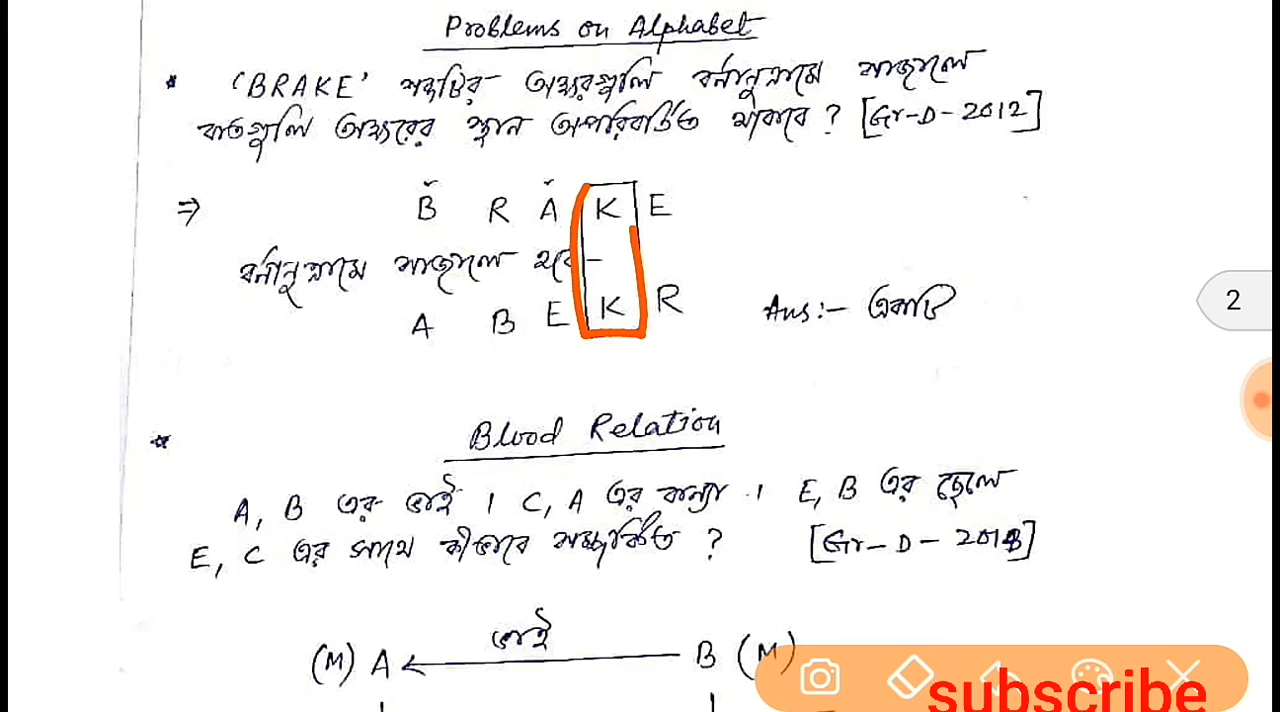 Problems on Alphabet
* 'BRAKE' শব্দটির অক্ষরগুলি বর্ণানুক্রমে সাজালে
কতগুলি অক্ষরের স্থান অপরিবর্তিত থাকবে ? [Gr-D-2012]
⇒ B R A K E
বর্ণানুক্রমে সাজালে হবে-
A B E K R Ans:- একটি
2
* Blood Relation
A, B এর ভাই । C, A এর কন্যা । E, B এর ছেলে
E, C এর সাথে কীভাবে সম্পর্কিত ? [Gr-D-2018]
ভাই
(M) A ← B (M)
subscribe